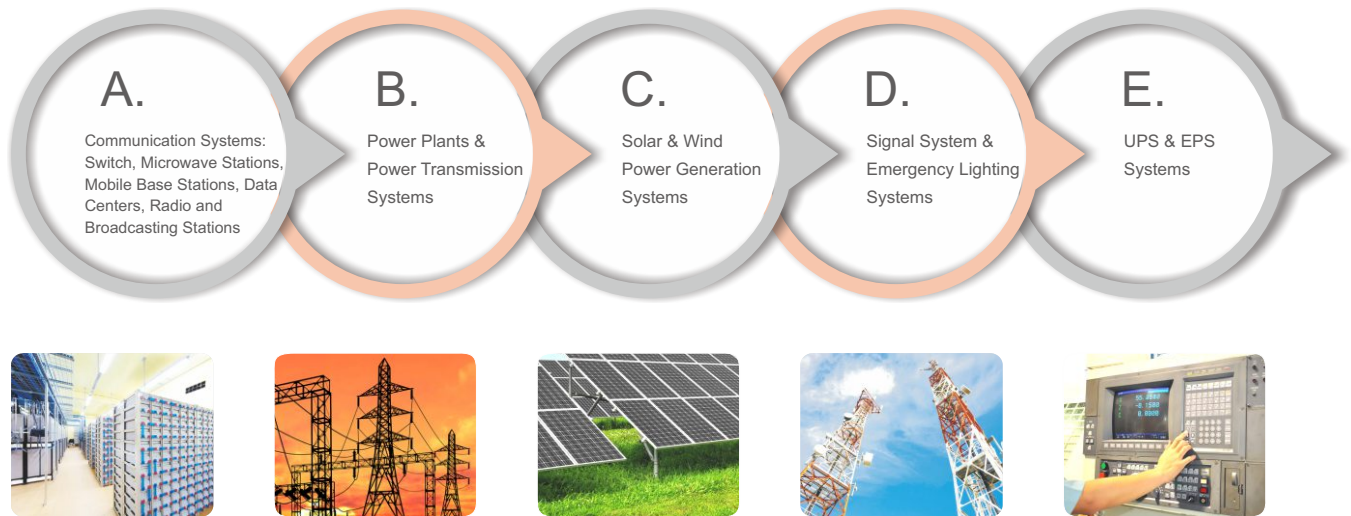 A.
Communication Systems:
Switch, Microwave Stations,
Mobile Base Stations, Data
Centers, Radio and
Broadcasting Stations
B.
Power Plants &
Power Transmission
Systems
C.
Solar & Wind
Power Generation
Systems
D.
Signal System &
Emergency Lighting
Systems
E.
UPS & EPS
Systems